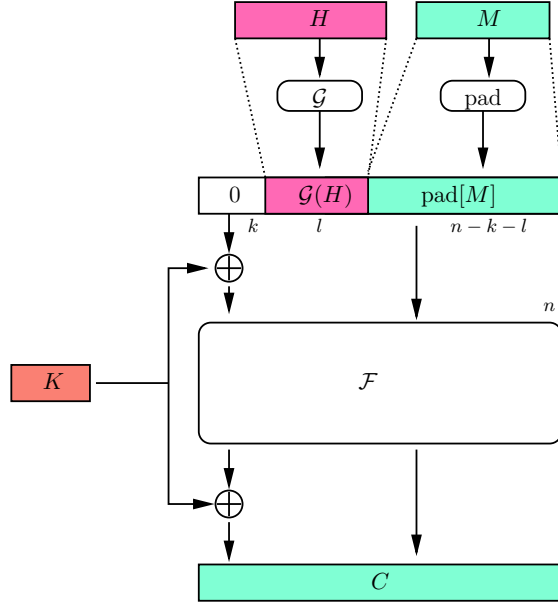 H M
𝒢 pad
0 𝒢(H) pad[M]
k l n − k − l
n
K ℱ
C